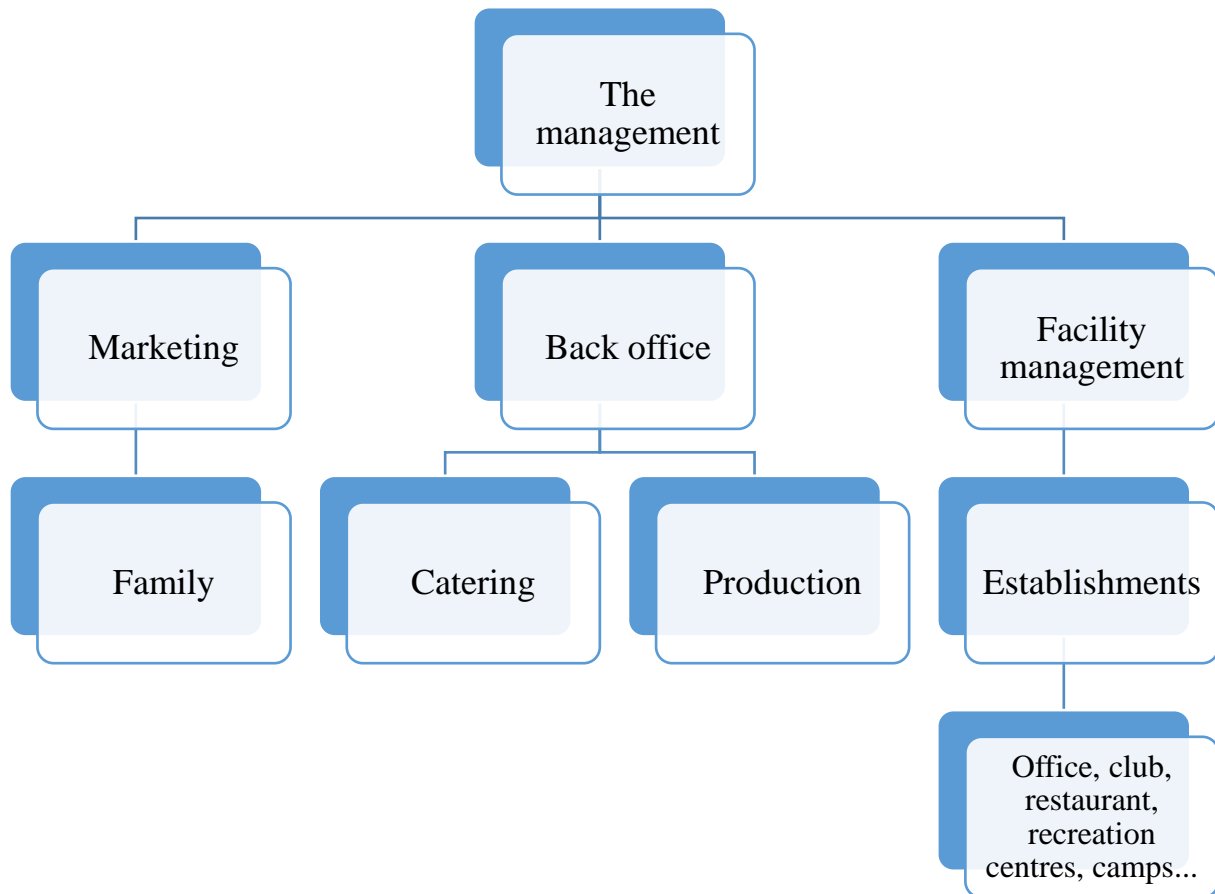 The
management
Marketing
Back office
Facility
management
Family
Catering
Production
Establishments
Office, club,
restaurant,
recreation
centres, camps...